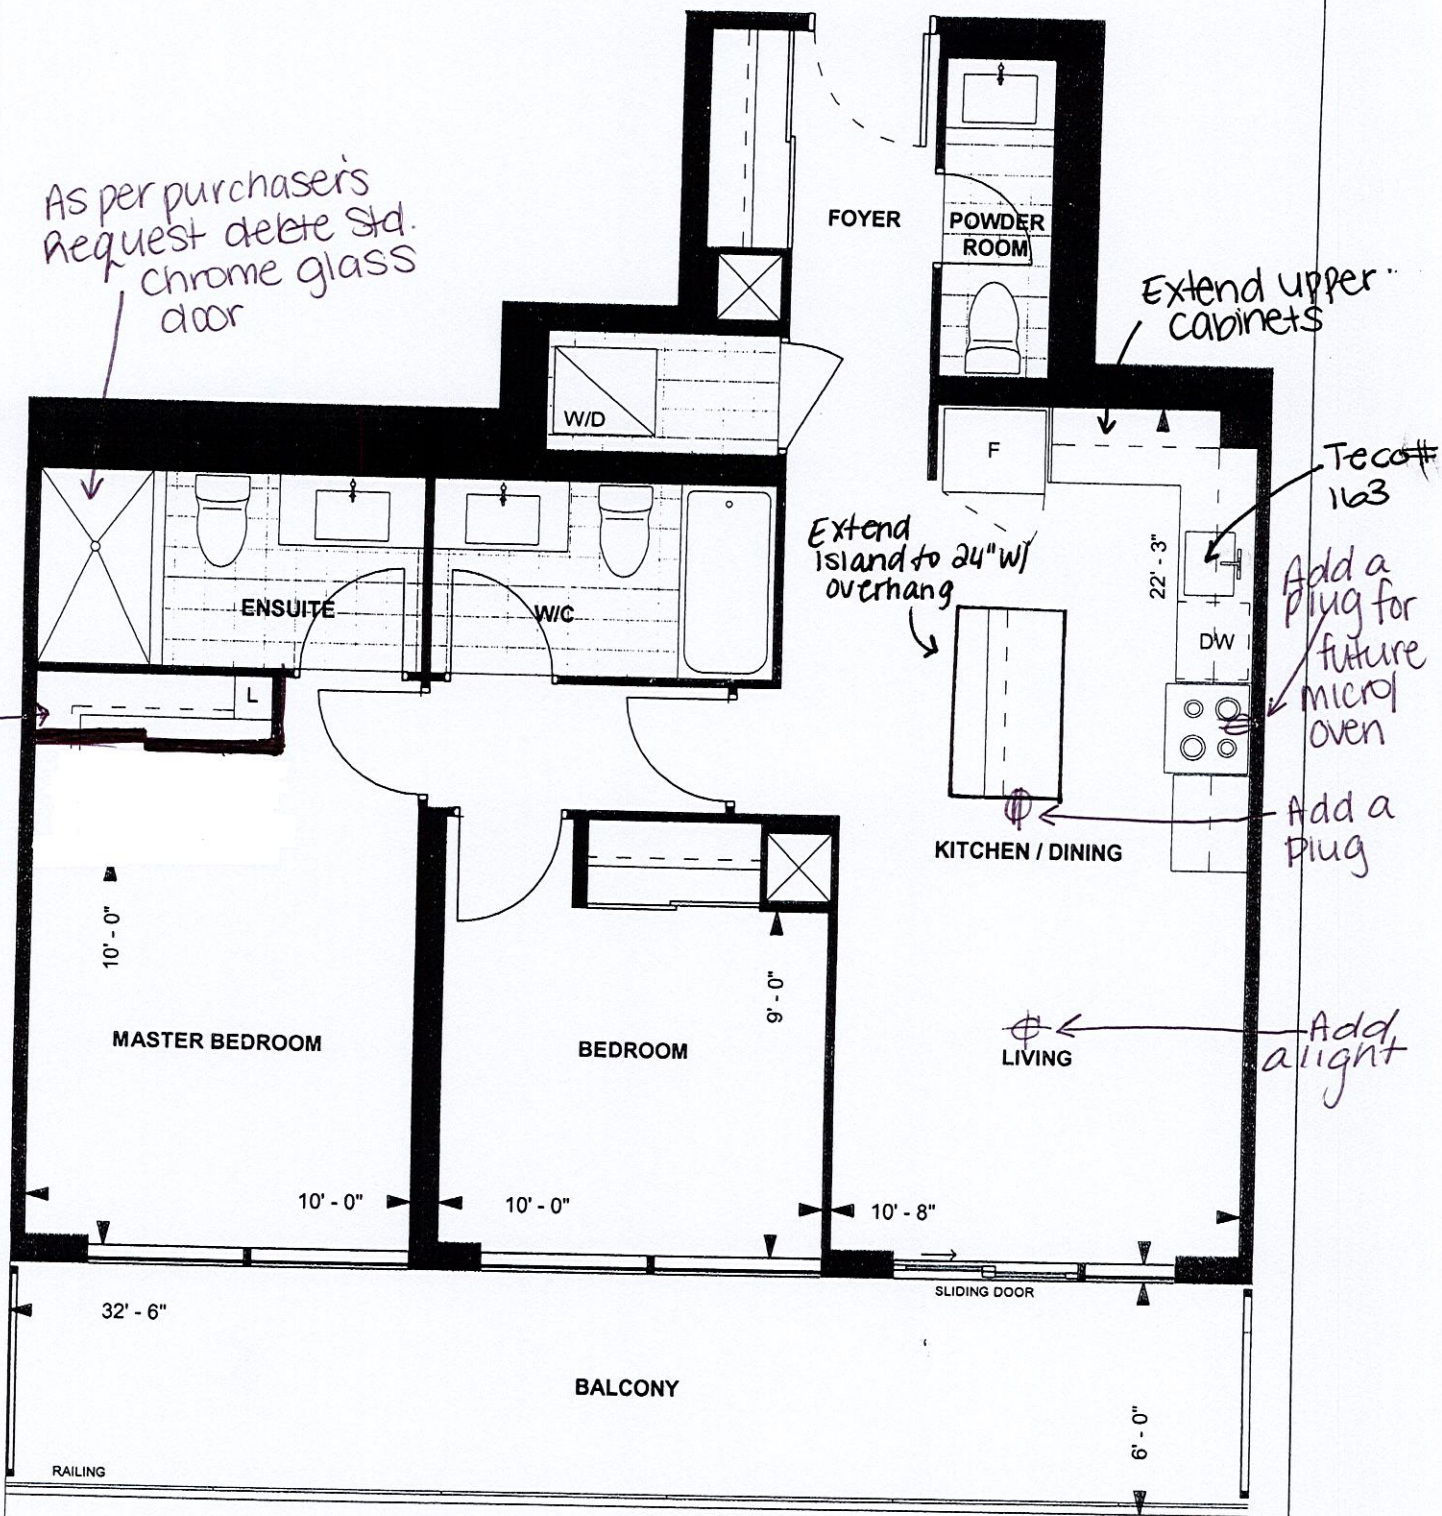 As per purchaser's
Request delete Std.
Chrome glass
door
FOYER
POWDER
ROOM
Extend upper
cabinets
W/D
F
Teco#
163
Extend
island to 24" W/
overhang
22' - 3"
Add a
plug for
future
micro/
oven
ENSUITE
W/C
DW
L
Add a
plug
KITCHEN / DINING
10' - 0"
9' - 0"
MASTER BEDROOM
BEDROOM
LIVING
Add
a light
10' - 0"
10' - 0"
10' - 8"
SLIDING DOOR
32' - 6"
BALCONY
6' - 0"
RAILING